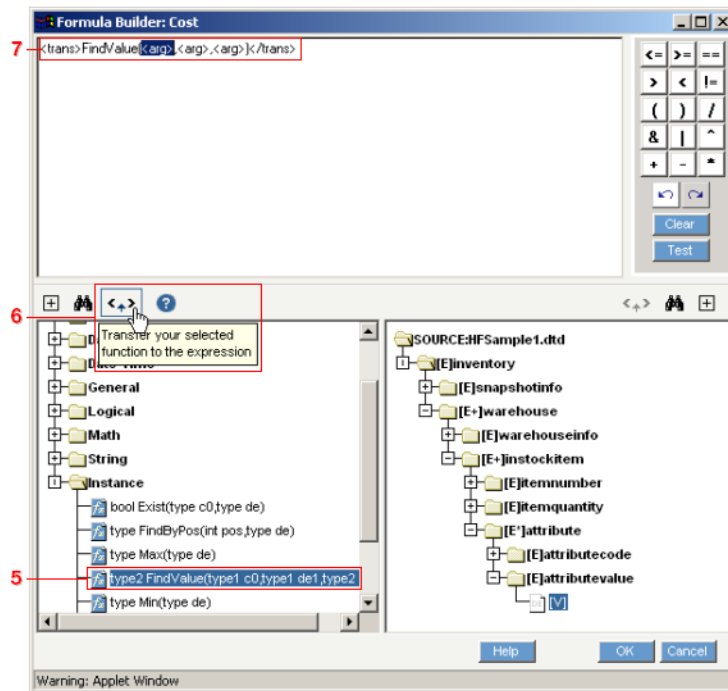 Formula Builder: Cost
7
<trans>FindValue(<arg>,<arg>,<arg>)</trans>
<= >= ==
> < !=
( ) /
& | ^
+ - *
Clear
Test
6
<↑>
?
<↑>
Transfer your selected
function to the expression
Date-Time
General
Logical
Math
String
Instance
bool Exist(type c0,type de)
type FindByPos(int pos,type de)
type Max(type de)
5
type2 FindValue(type1 c0,type1 de1,type2
type Min(type de)
SOURCE:HFSample1.dtd
[E]inventory
[E]snapshotinfo
[E+]warehouse
[E]warehouseinfo
[E+]instockitem
[E]itemnumber
[E]itemquantity
[E*]attribute
[E]attributecode
[E]attributevalue
[V]
Help
OK
Cancel
Warning: Applet Window